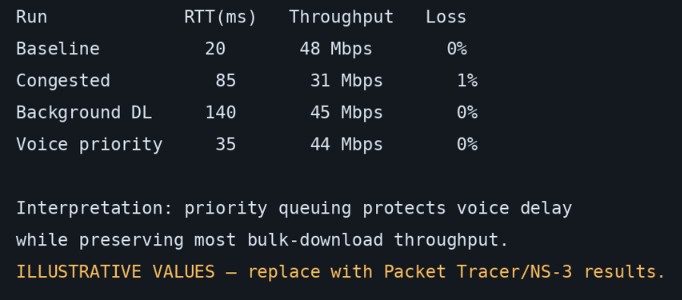 Run RTT(ms) Throughput Loss
Baseline 20 48 Mbps 0%
Congested 85 31 Mbps 1%
Background DL 140 45 Mbps 0%
Voice priority 35 44 Mbps 0%
Interpretation: priority queuing protects voice delay
while preserving most bulk-download throughput.
ILLUSTRATIVE VALUES — replace with Packet Tracer/NS-3 results.